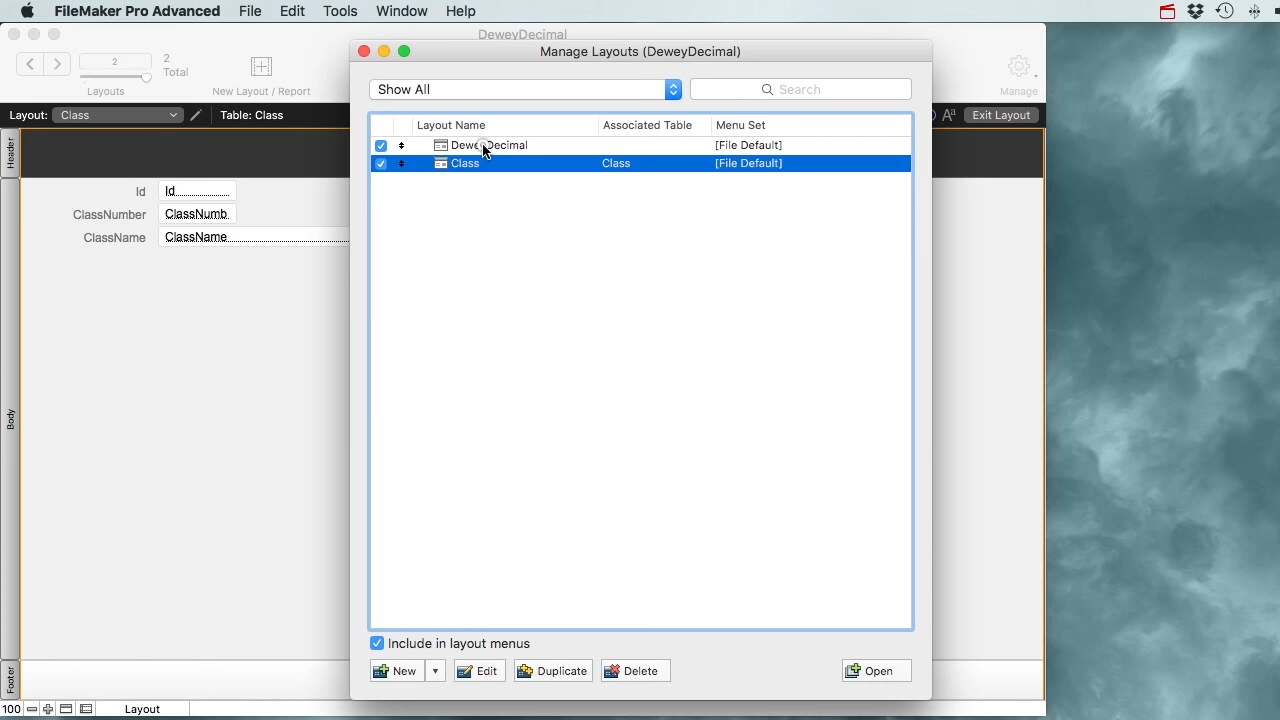 FileMaker Pro Advanced File Edit Tools Window Help
DeweyDecimal
2
2
Total
Layouts
New Layout / Report
Manage
Layout: Class
Table: Class
Exit Layout
Manage Layouts (DeweyDecimal)
Show All
Search
Layout Name Associated Table Menu Set
DeweyDecimal [File Default]
Class Class [File Default]
Header
Id Id
ClassNumber ClassNumb
ClassName ClassName
Body
Footer
Include in layout menus
New Edit Duplicate Delete Open
100 Layout